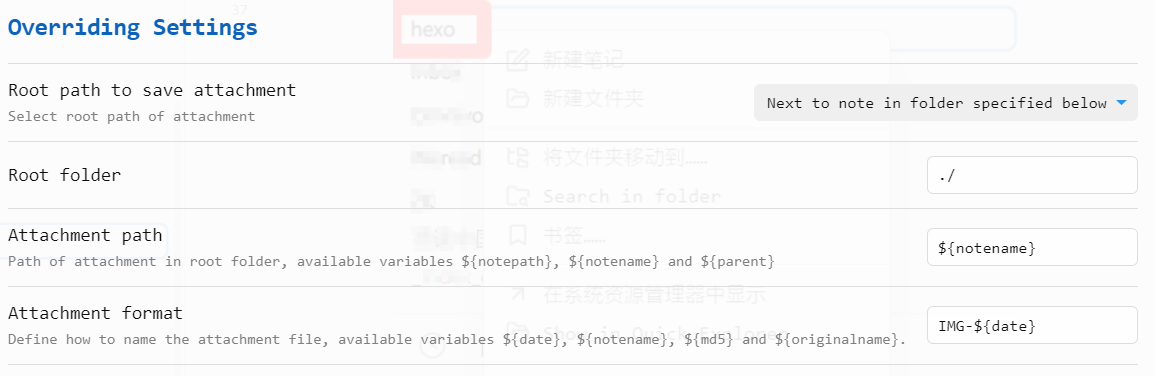 37
Overriding Settings
hexo
新建笔记
Root path to save attachment
Next to note in folder specified below
Select root path of attachment
新建文件夹
将文件夹移动到……
Root folder
./
Search in folder
Attachment path
书签……
${notename}
Path of attachment in root folder, available variables ${notepath}, ${notename} and ${parent}
在系统资源管理器中显示
Attachment format
IMG-${date}
Show in Quick Explorer
Define how to name the attachment file, available variables ${date}, ${notename}, ${md5} and ${originalname}.